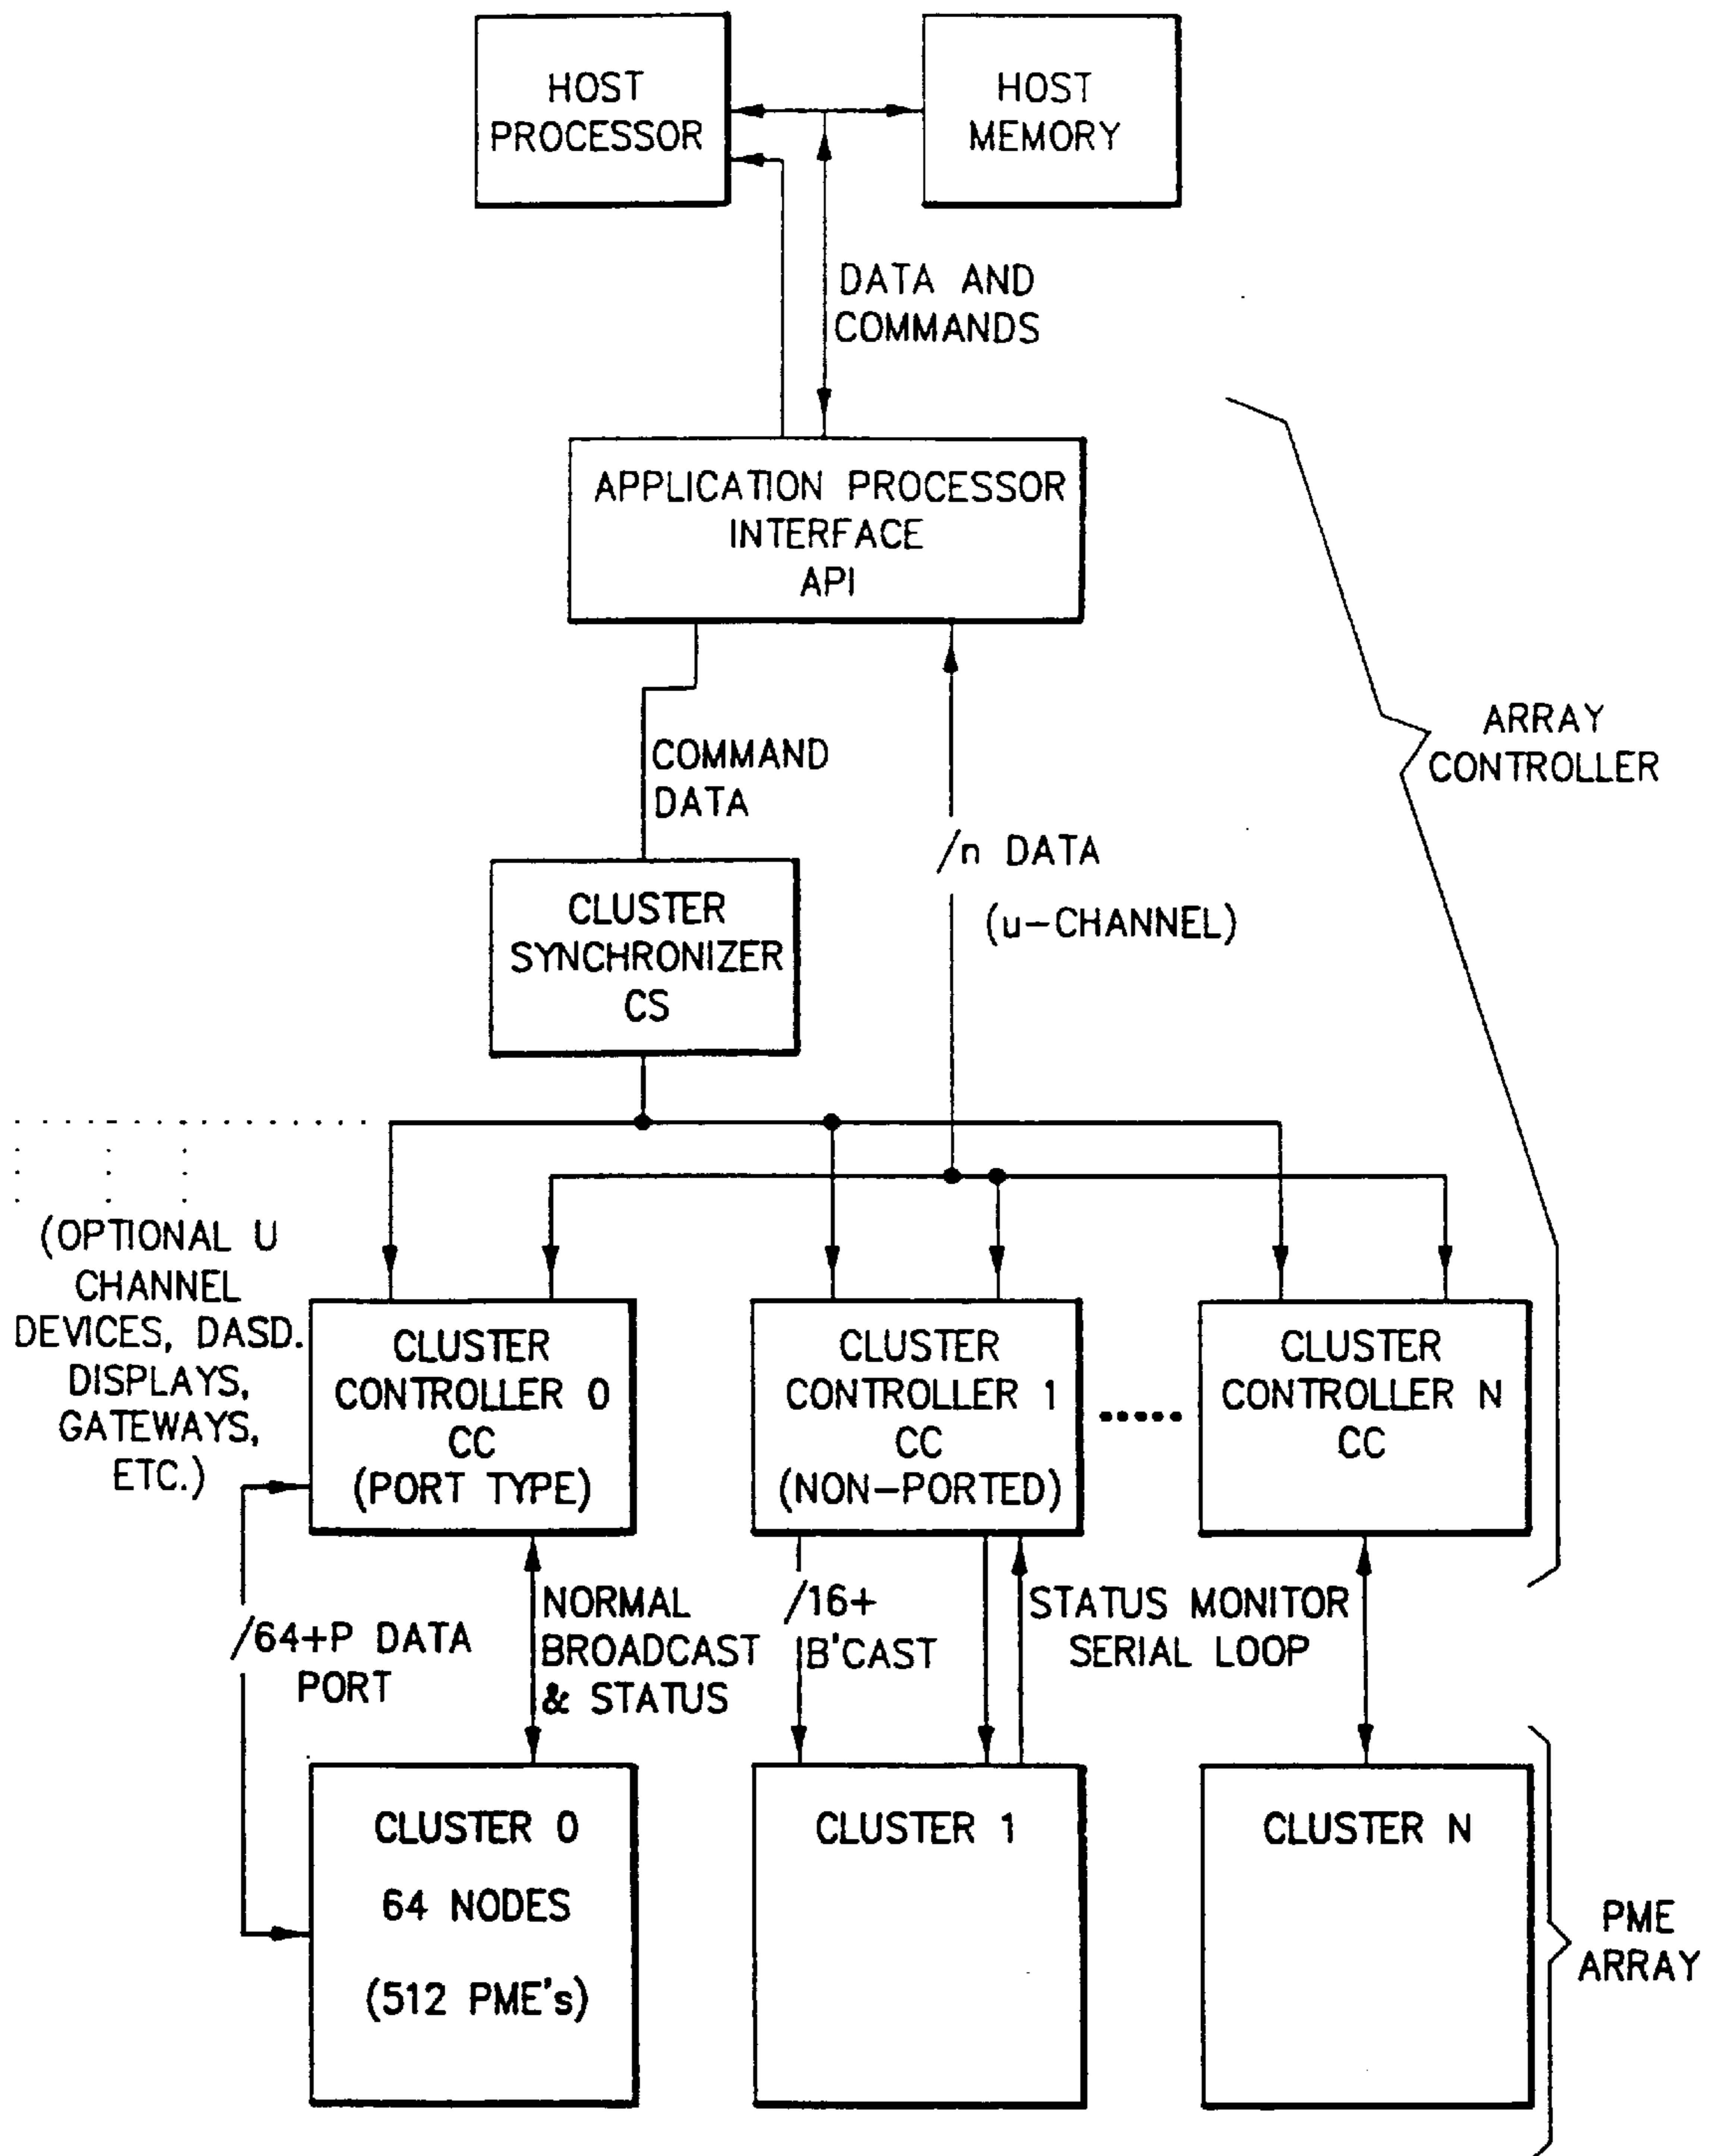 HOST
PROCESSOR
HOST
MEMORY
DATA AND
COMMANDS
APPLICATION PROCESSOR
INTERFACE
API
ARRAY
CONTROLLER
COMMAND
DATA
/n DATA
(u-CHANNEL)
CLUSTER
SYNCHRONIZER
CS
(OPTIONAL U
CHANNEL
DEVICES, DASD.
DISPLAYS,
GATEWAYS,
ETC.)
CLUSTER
CONTROLLER 0
CC
(PORT TYPE)
CLUSTER
CONTROLLER 1
CC
(NON-PORTED)
CLUSTER
CONTROLLER N
CC
/64+P DATA
PORT
NORMAL
BROADCAST
& STATUS
/16+
B'CAST
STATUS MONITOR
SERIAL LOOP
CLUSTER 0
64 NODES
(512 PME's)
CLUSTER 1
CLUSTER N
PME
ARRAY